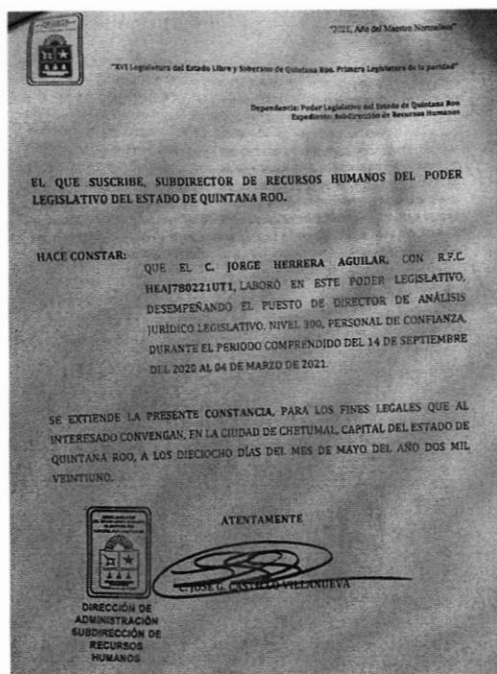 "2021, Año del Maestro Normalista"
"XVI Legislatura del Estado Libre y Soberano de Quintana Roo. Primera Legislatura de la paridad"
Dependencia: Poder Legislativo del Estado de Quintana Roo
Expediente: Subdirección de Recursos Humanos
EL QUE SUSCRIBE, SUBDIRECTOR DE RECURSOS HUMANOS DEL PODER
LEGISLATIVO DEL ESTADO DE QUINTANA ROO.
HACE CONSTAR:
QUE EL C. JORGE HERRERA AGUILAR, CON R.F.C.
HEAJ780221UT1, LABORÓ EN ESTE PODER LEGISLATIVO,
DESEMPEÑANDO EL PUESTO DE DIRECTOR DE ANÁLISIS
JURÍDICO LEGISLATIVO, NIVEL 300, PERSONAL DE CONFIANZA,
DURANTE EL PERIODO COMPRENDIDO DEL 14 DE SEPTIEMBRE
DEL 2020 AL 04 DE MARZO DE 2021.
SE EXTIENDE LA PRESENTE CONSTANCIA, PARA LOS FINES LEGALES QUE AL
INTERESADO CONVENGAN, EN LA CIUDAD DE CHETUMAL, CAPITAL DEL ESTADO DE
QUINTANA ROO, A LOS DIECIOCHO DÍAS DEL MES DE MAYO DEL AÑO DOS MIL
VEINTIUNO.
ATENTAMENTE
C. JOSE G. CASTILLO VILLANUEVA
DIRECCIÓN DE
ADMINISTRACIÓN
SUBDIRECCIÓN DE
RECURSOS
HUMANOS